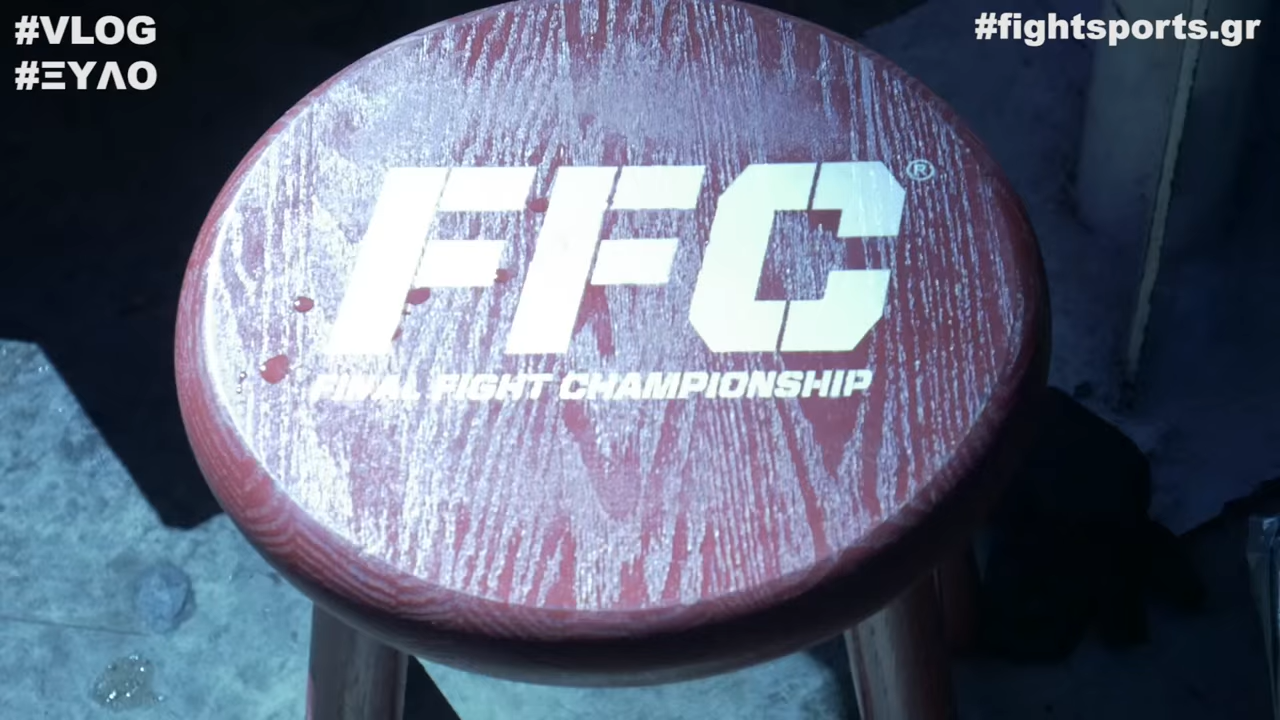 #VLOG
#ΞΥΛΟ
#fightsports.gr
FFC®
FINAL FIGHT CHAMPIONSHIP